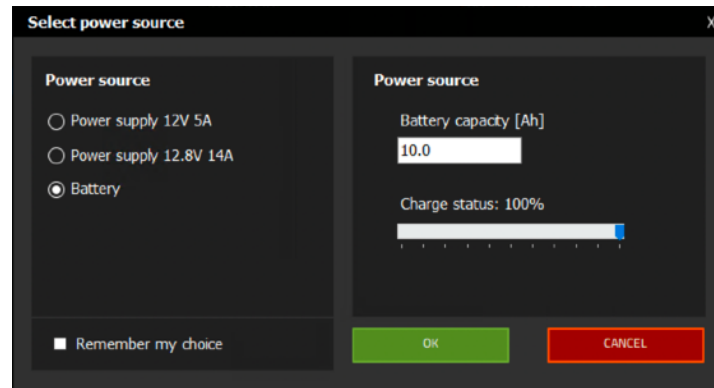 Select power source
X
Power source
Power supply 12V 5A
Power supply 12.8V 14A
Battery
Remember my choice
Power source
Battery capacity [Ah]
10.0
Charge status: 100%
OK
CANCEL